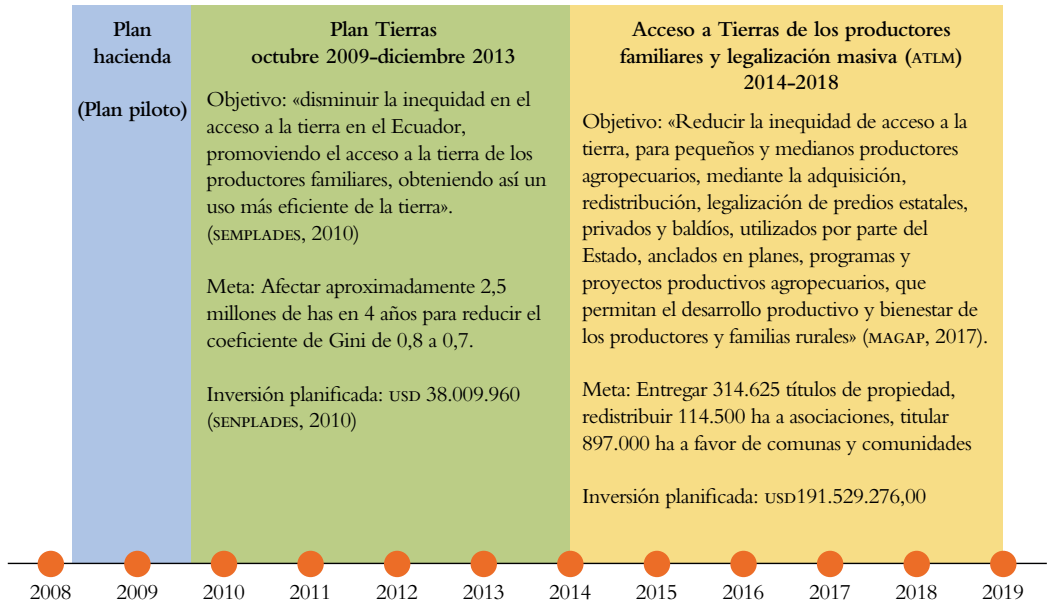 Plan
hacienda
(Plan piloto)
Plan Tierras
octubre 2009-diciembre 2013
Objetivo: «disminuir la inequidad en el
acceso a la tierra en el Ecuador,
promoviendo el acceso a la tierra de los
productores familiares, obteniendo así un
uso más eficiente de la tierra».
(SEMPLADES, 2010)
Meta: Afectar aproximadamente 2,5
millones de has en 4 años para reducir el
coeficiente de Gini de 0,8 a 0,7.
Inversión planificada: USD 38.009.960
(SENPLADES, 2010)
Acceso a Tierras de los productores
familiares y legalización masiva (ATLM)
2014-2018
Objetivo: «Reducir la inequidad de acceso a la
tierra, para pequeños y medianos productores
agropecuarios, mediante la adquisición,
redistribución, legalización de predios estatales,
privados y baldíos, utilizados por parte del
Estado, anclados en planes, programas y
proyectos productivos agropecuarios, que
permitan el desarrollo productivo y bienestar de
los productores y familias rurales» (MAGAP, 2017).
Meta: Entregar 314.625 títulos de propiedad,
redistribuir 114.500 ha a asociaciones, titular
897.000 ha a favor de comunas y comunidades
Inversión planificada: USD191.529.276,00
2008 2009 2010 2011 2012 2013 2014 2015 2016 2017 2018 2019